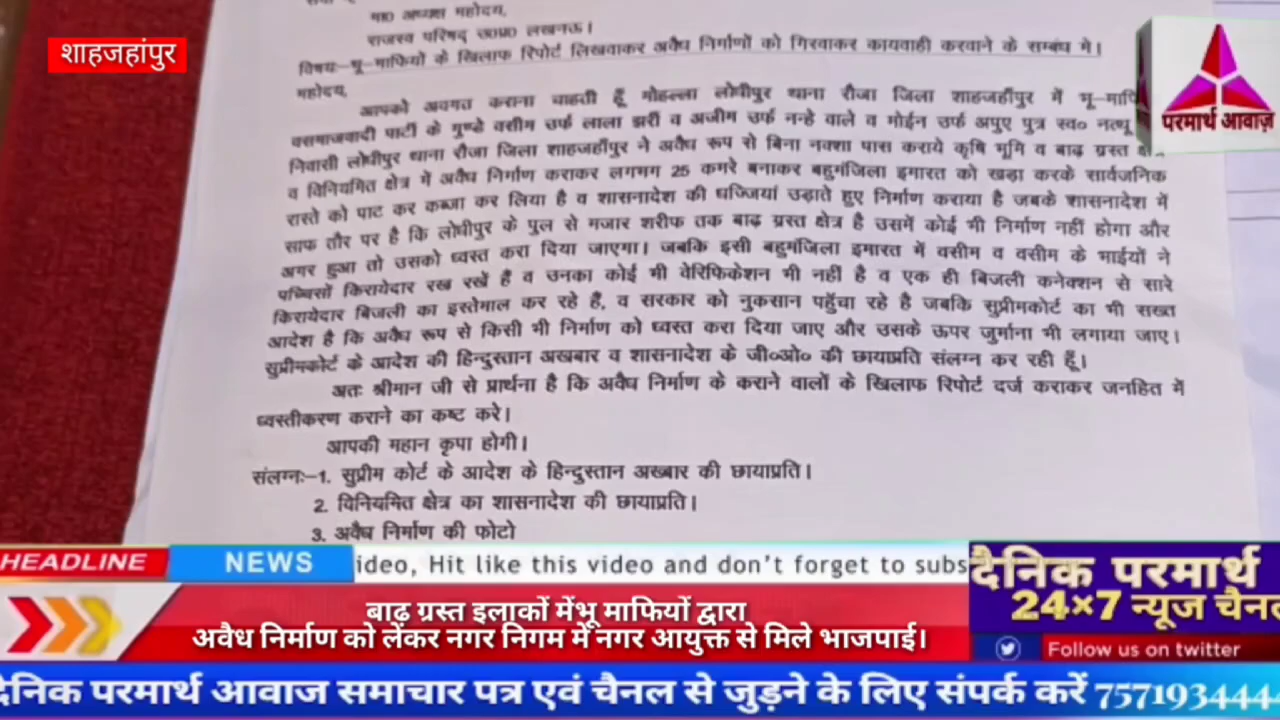 शाहजहांपुर
मा0 अध्यक्ष महोदय,
राजस्व परिषद् उ0प्र0 लखनऊ।
विषयः–भू–माफियों के खिलाफ रिपोर्ट लिखवाकर अवैध निर्माणों को गिरवाकर कायवाही करवाने के सम्बंध मे।
महोदय,
आपको अवगत कराना चाहती हूँ मोहल्ला लोधीपुर थाना रौजा जिला शाहजहाँपुर में भू–माफि
वसमाजवादी पार्टी के गुण्डे वसीम उर्फ लाला झर्री व अजीम उर्फ नन्हे वाले व मोईन उर्फ अपुए पुत्र स्व० नत्थू
निवासी लोधीपुर थाना रौजा जिला शाहजहाँपुर ने अवैध रूप से बिना नक्शा पास कराये कृषि भूमि व बाढ़ ग्रस्त क्षेत्र
व विनियमित क्षेत्र में अवैध निर्माण कराकर लगभग 25 कमरे बनाकर बहुमंजिला इमारत को खड़ा करके सार्वजनिक
रास्ते को पाट कर कब्जा कर लिया है व शासनादेश की धज्जियां उड़ाते हुए निर्माण कराया है जबके शासनादेश में
साफ तौर पर है कि लोधीपुर के पुल से मजार शरीफ तक बाढ़ ग्रस्त क्षेत्र है उसमें कोई भी निर्माण नहीं होगा और
अगर हुआ तो उसको ध्वस्त करा दिया जाएगा। जबकि इसी बहुमंजिला इमारत में वसीम व वसीम के भाईयों ने
पच्चिसों किरायेदार रख रखें हैं व उनका कोई भी वेरिफिकेशन भी नहीं है व एक ही बिजली कनेक्शन से सारे
किरायेदार बिजली का इस्तेमाल कर रहे हैं, व सरकार को नुकसान पहुँचा रहे है जबकि सुप्रीमकोर्ट का भी सख्त
आदेश है कि अवैध रूप से किसी भी निर्माण को ध्वस्त करा दिया जाए और उसके ऊपर जुर्माना भी लगाया जाए।
सुप्रीमकोर्ट के आदेश की हिन्दुस्तान अखबार व शासनादेश के जी०ओ० की छायाप्रति संलग्न कर रही हूँ।
अतः श्रीमान जी से प्रार्थना है कि अवैध निर्माण के कराने वालों के खिलाफ रिपोर्ट दर्ज कराकर जनहित में
ध्वस्तीकरण कराने का कष्ट करे।
आपकी महान कृपा होगी।
संलग्नः–1. सुप्रीम कोर्ट के आदेश के हिन्दुस्तान अख्बार की छायाप्रति।
2. विनियमित क्षेत्र का शासनादेश की छायाप्रति।
3. अवैध निर्माण की फोटो
परमार्थ आवाज़
HEADLINE NEWS
ideo, Hit like this video and don't forget to subs
दैनिक परमार्थ
24×7 न्यूज चैनल
बाढ़ ग्रस्त इलाकों मेंभू माफियों द्वारा
अवैध निर्माण को लेकर नगर निगम में नगर आयुक्त से मिले भाजपाई।
Follow us on twitter
दैनिक परमार्थ आवाज समाचार पत्र एवं चैनल से जुड़ने के लिए संपर्क करें 757193444